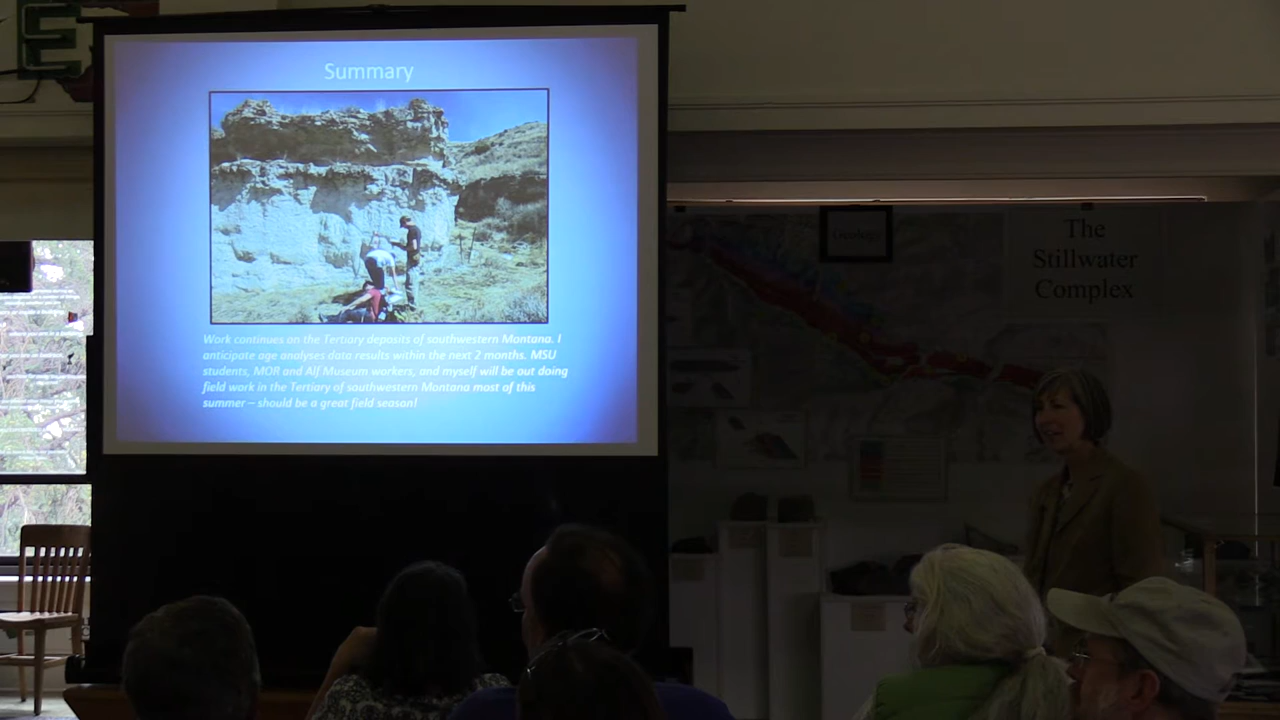 E
Summary
Work continues on the Tertiary deposits of southwestern Montana. I
anticipate age analyses data results within the next 2 months. MSU
students, MOR and Alf Museum workers, and myself will be out doing
field work in the Tertiary of southwestern Montana most of this
summer – should be a great field season!
The
Stillwater
Complex